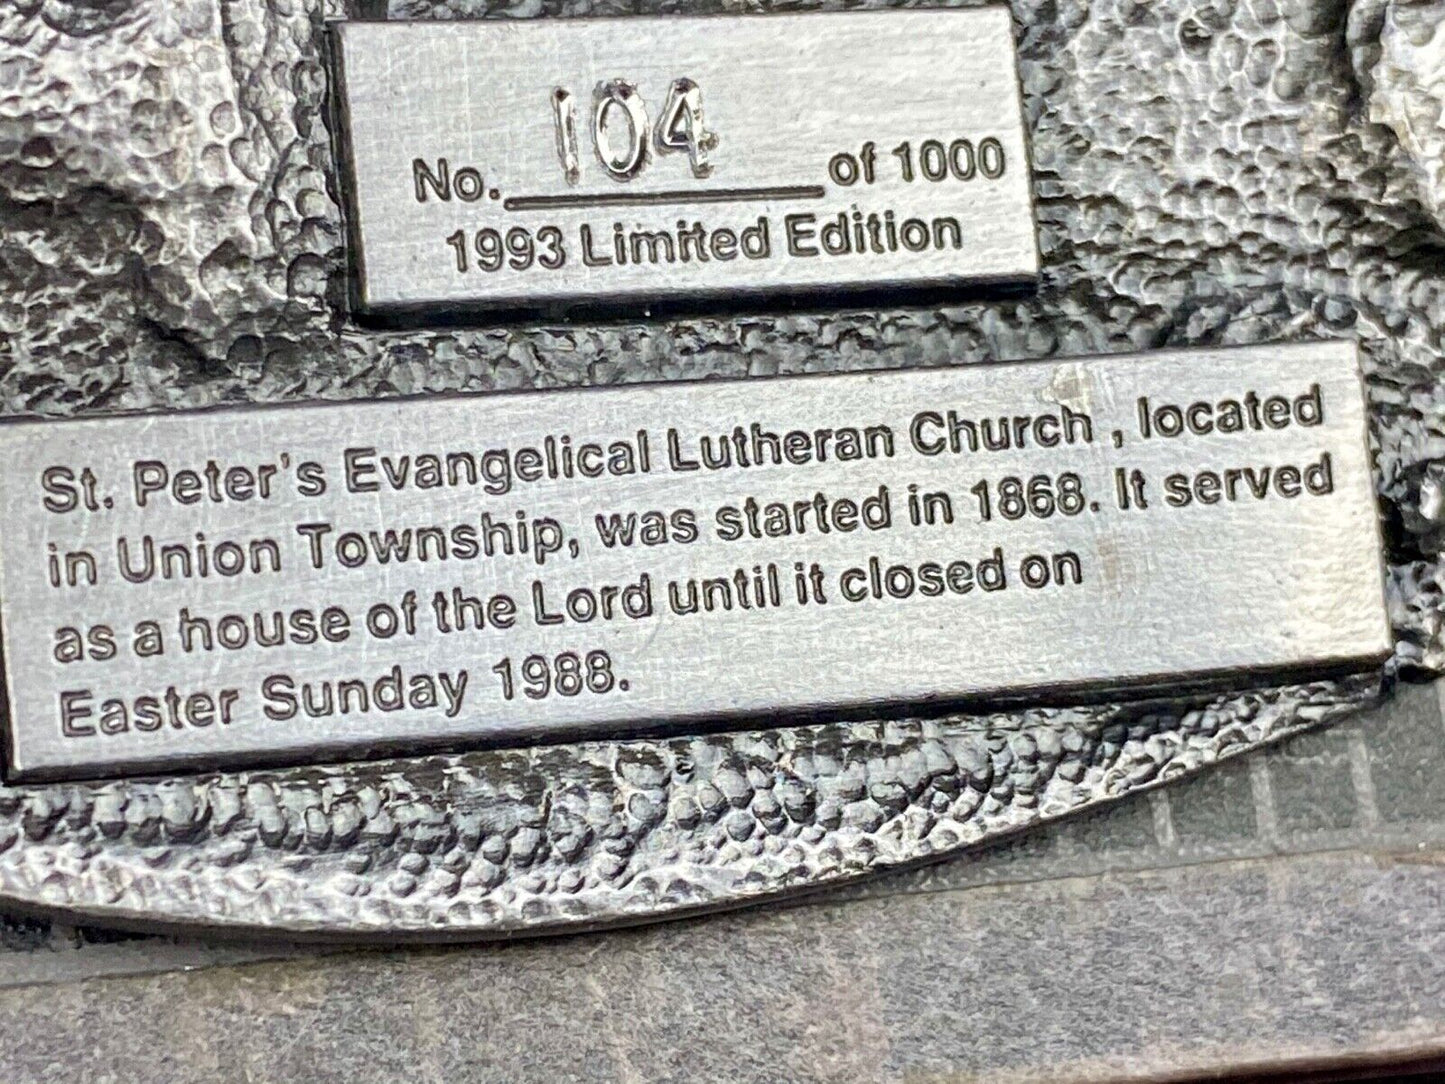 No. 104 of 1000
1993 Limited Edition
St. Peter's Evangelical Lutheran Church , located
in Union Township, was started in 1868. It served
as a house of the Lord until it closed on
Easter Sunday 1988.